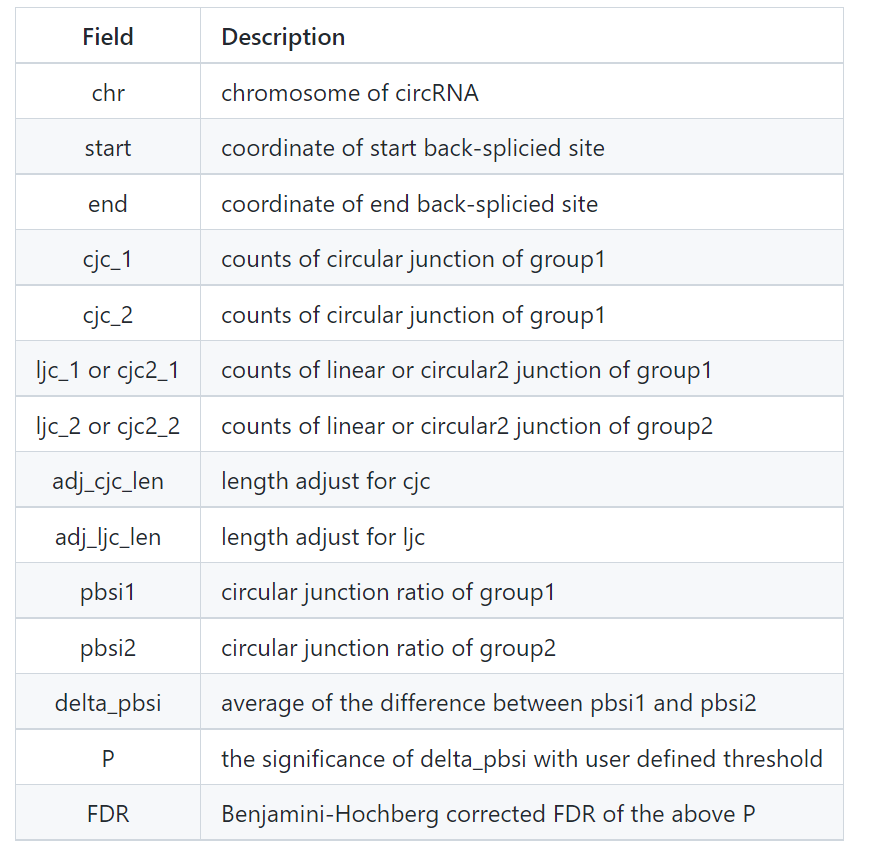 Field Description
chr chromosome of circRNA
start coordinate of start back-splicied site
end coordinate of end back-splicied site
cjc_1 counts of circular junction of group1
cjc_2 counts of circular junction of group1
ljc_1 or cjc2_1 counts of linear or circular2 junction of group1
ljc_2 or cjc2_2 counts of linear or circular2 junction of group2
adj_cjc_len length adjust for cjc
adj_ljc_len length adjust for ljc
pbsi1 circular junction ratio of group1
pbsi2 circular junction ratio of group2
delta_pbsi average of the difference between pbsi1 and pbsi2
P the significance of delta_pbsi with user defined threshold
FDR Benjamini-Hochberg corrected FDR of the above P